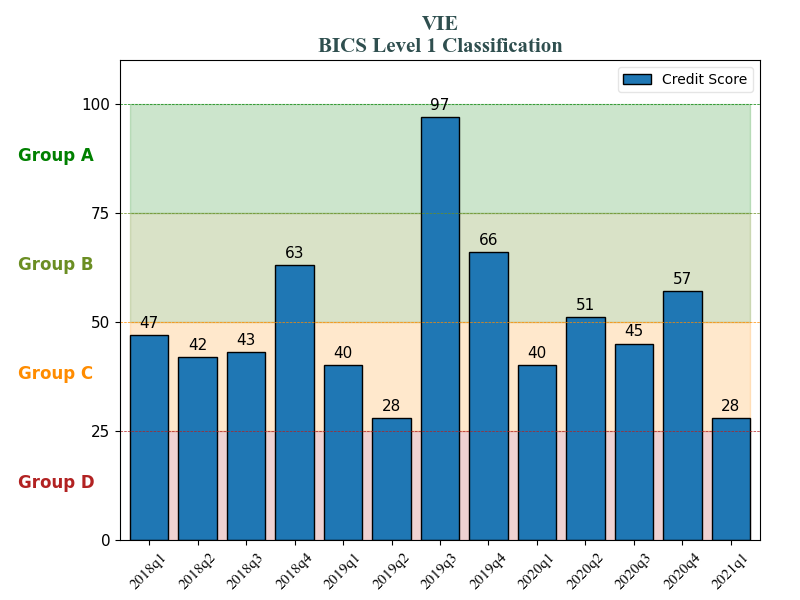 VIE
BICS Level 1 Classification
Credit Score
100
75
50
25
0
Group A
Group B
Group C
Group D
47
42
43
63
40
28
97
66
40
51
45
57
28
2018q1
2018q2
2018q3
2018q4
2019q1
2019q2
2019q3
2019q4
2020q1
2020q2
2020q3
2020q4
2021q1